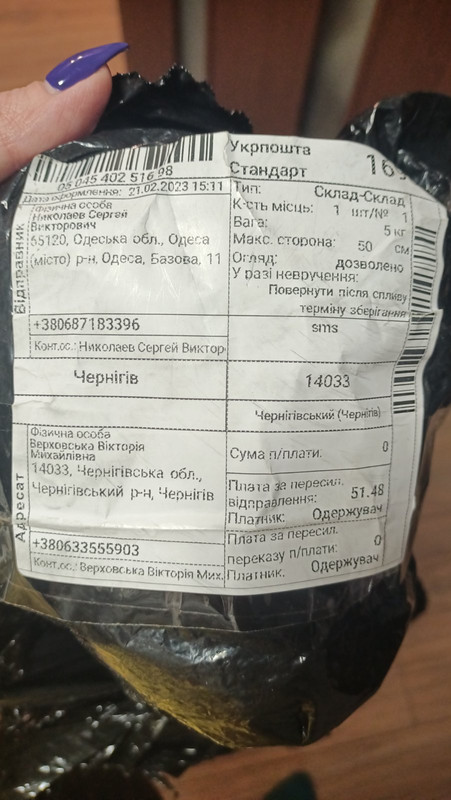 Укрпошта
Стандарт
16
05 045 402 516 98
Дата оформлення: 21.02.2023 15:11
Відправник
Фізична особа
Николаев Сергей
Викторович
65120, Одеська обл., Одеса
(місто) р-н, Одеса, Базова, 11
+380687183396
Конт.ос.: Николаев Сергей Виктор
Тип: Склад-Склад
К-сть місць: 1 шт/№ 1
Вага: 5 кг
Макс. сторона: 50 см
Огляд: дозволено
У разі невручення:
Повернути після спливу
терміну зберігання
sms
Чернігів
14033
Чернігівський (Чернігів)
Адресат
Фізична особа
Верховська Вікторія
Михайлівна
14033, Чернігівська обл.,
Чернігівський р-н, Чернігів
+380633555903
Конт.ос.: Верховська Вікторія Мих.
Сума п/плати: 0
Плата за пересил.
відправлення: 51.48
Платник: Одержувач
Плата за пересил.
переказу п/плати: 0
Платник: Одержувач